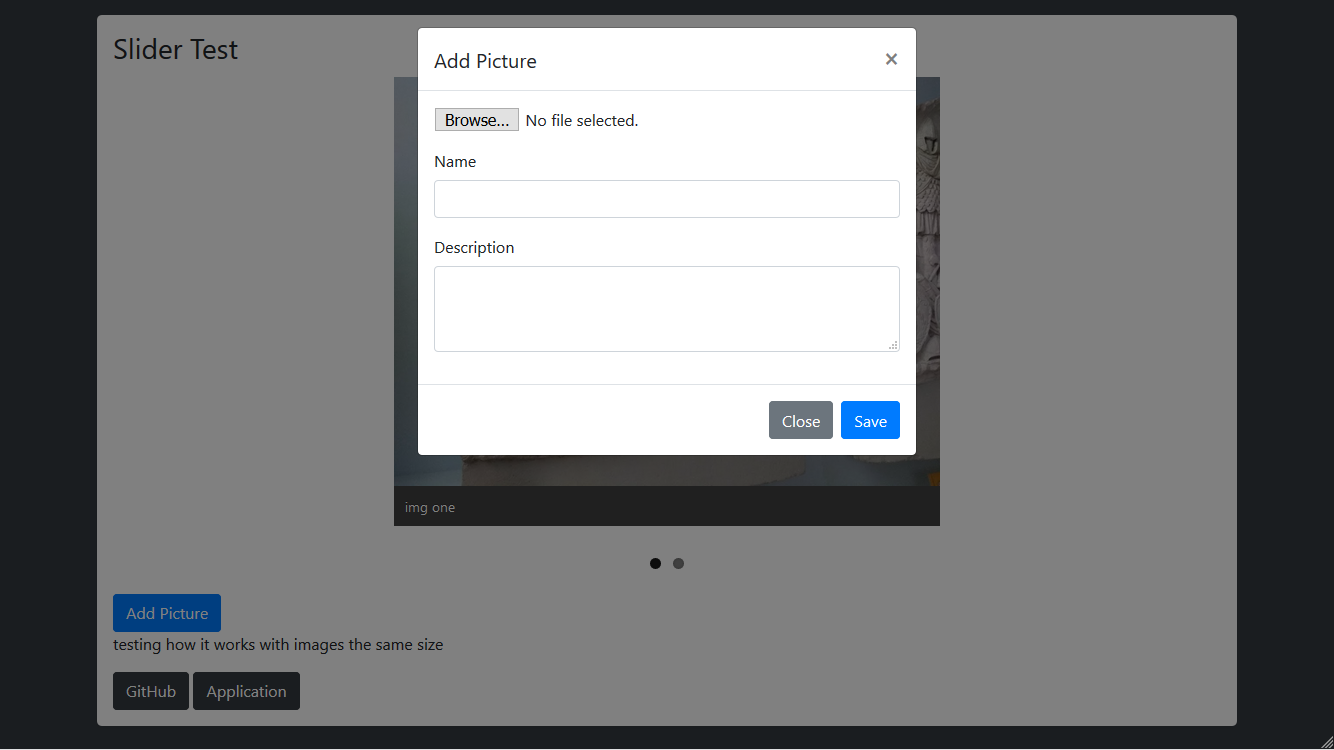 Slider Test
Add Picture ×
Browse... No file selected.
Name
Description
Close Save
img one
Add Picture
testing how it works with images the same size
GitHub Application